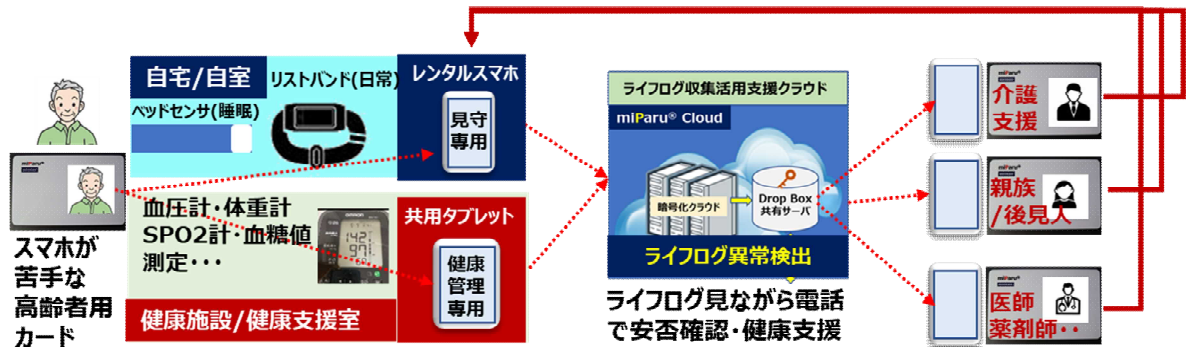 自宅/自室
リストバンド(日常)
レンタルスマホ
ベッドセンサ(睡眠)
見守
専用
血圧計・体重計
SPO2計・血糖値
測定・・・
共用タブレット
健康
管理
専用
健康施設/健康支援室
miParu
スマホが
苦手な
高齢者用
カード
OMRON
142
97
ライフログ収集活用支援クラウド
miParu® Cloud
暗号化クラウド
Drop Box
共有サーバ
ライフログ異常検出
ライフログ見ながら電話
で安否確認・健康支援
miParu®
介護
支援
miParu®
親族
/後見人
miParu®
医師
薬剤師・・